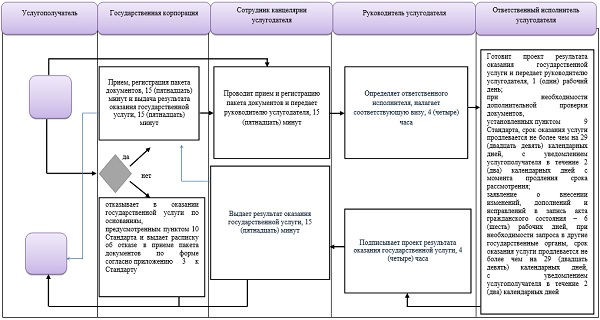 Услугополучатель
Государственная корпорация
Сотрудник канцелярии
услугодателя
Руководитель услугодателя
Ответственный исполнитель
услугодателя
Прием, регистрация пакета
документов, 15 (пятнадцать)
минут и выдача результата
оказания государственной
услуги, 15 (пятнадцать)
минут
да
нет
отказывает в оказании
государственной услуги по
основаниям,
предусмотренным пунктом 10
Стандарта и выдает расписку
об отказе в приеме пакета
документов по форме
согласно приложению 3 к
Стандарту
Проводит прием и регистрацию
пакета документов и передает
руководителю услугодателя, 15
(пятнадцать) минут
Выдает результат оказания
государственной услуги, 15
(пятнадцать) минут
Определяет ответственного
исполнителя, налагает
соответствующую визу, 4 (четыре)
часа
Подписывает проект результата
оказания государственной услуги, 4
(четыре) часа
Готовит проект результата
оказания государственной
услуги и передает руководителю
услугодателя, 1 (один) рабочий
день;
при необходимости
дополнительной проверки
документов,
установленных пунктом 9
Стандарта, срок оказания услуги
продлевается не более чем на 29
(двадцать девять) календарных
дней, с уведомлением
услугополучателя в течение 2
(два) календарных дней с
момента продления срока
рассмотрения;
заявление о внесении
изменений, дополнений и
исправлений в запись акта
гражданского состояния – 6
(шесть) рабочих дней, при
необходимости запроса в другие
государственные органы, срок
оказания услуги продлевается не
более чем на 29 (двадцать
девять) календарных дней,
с уведомлением
услугополучателя в течение 2
(два) календарных дней